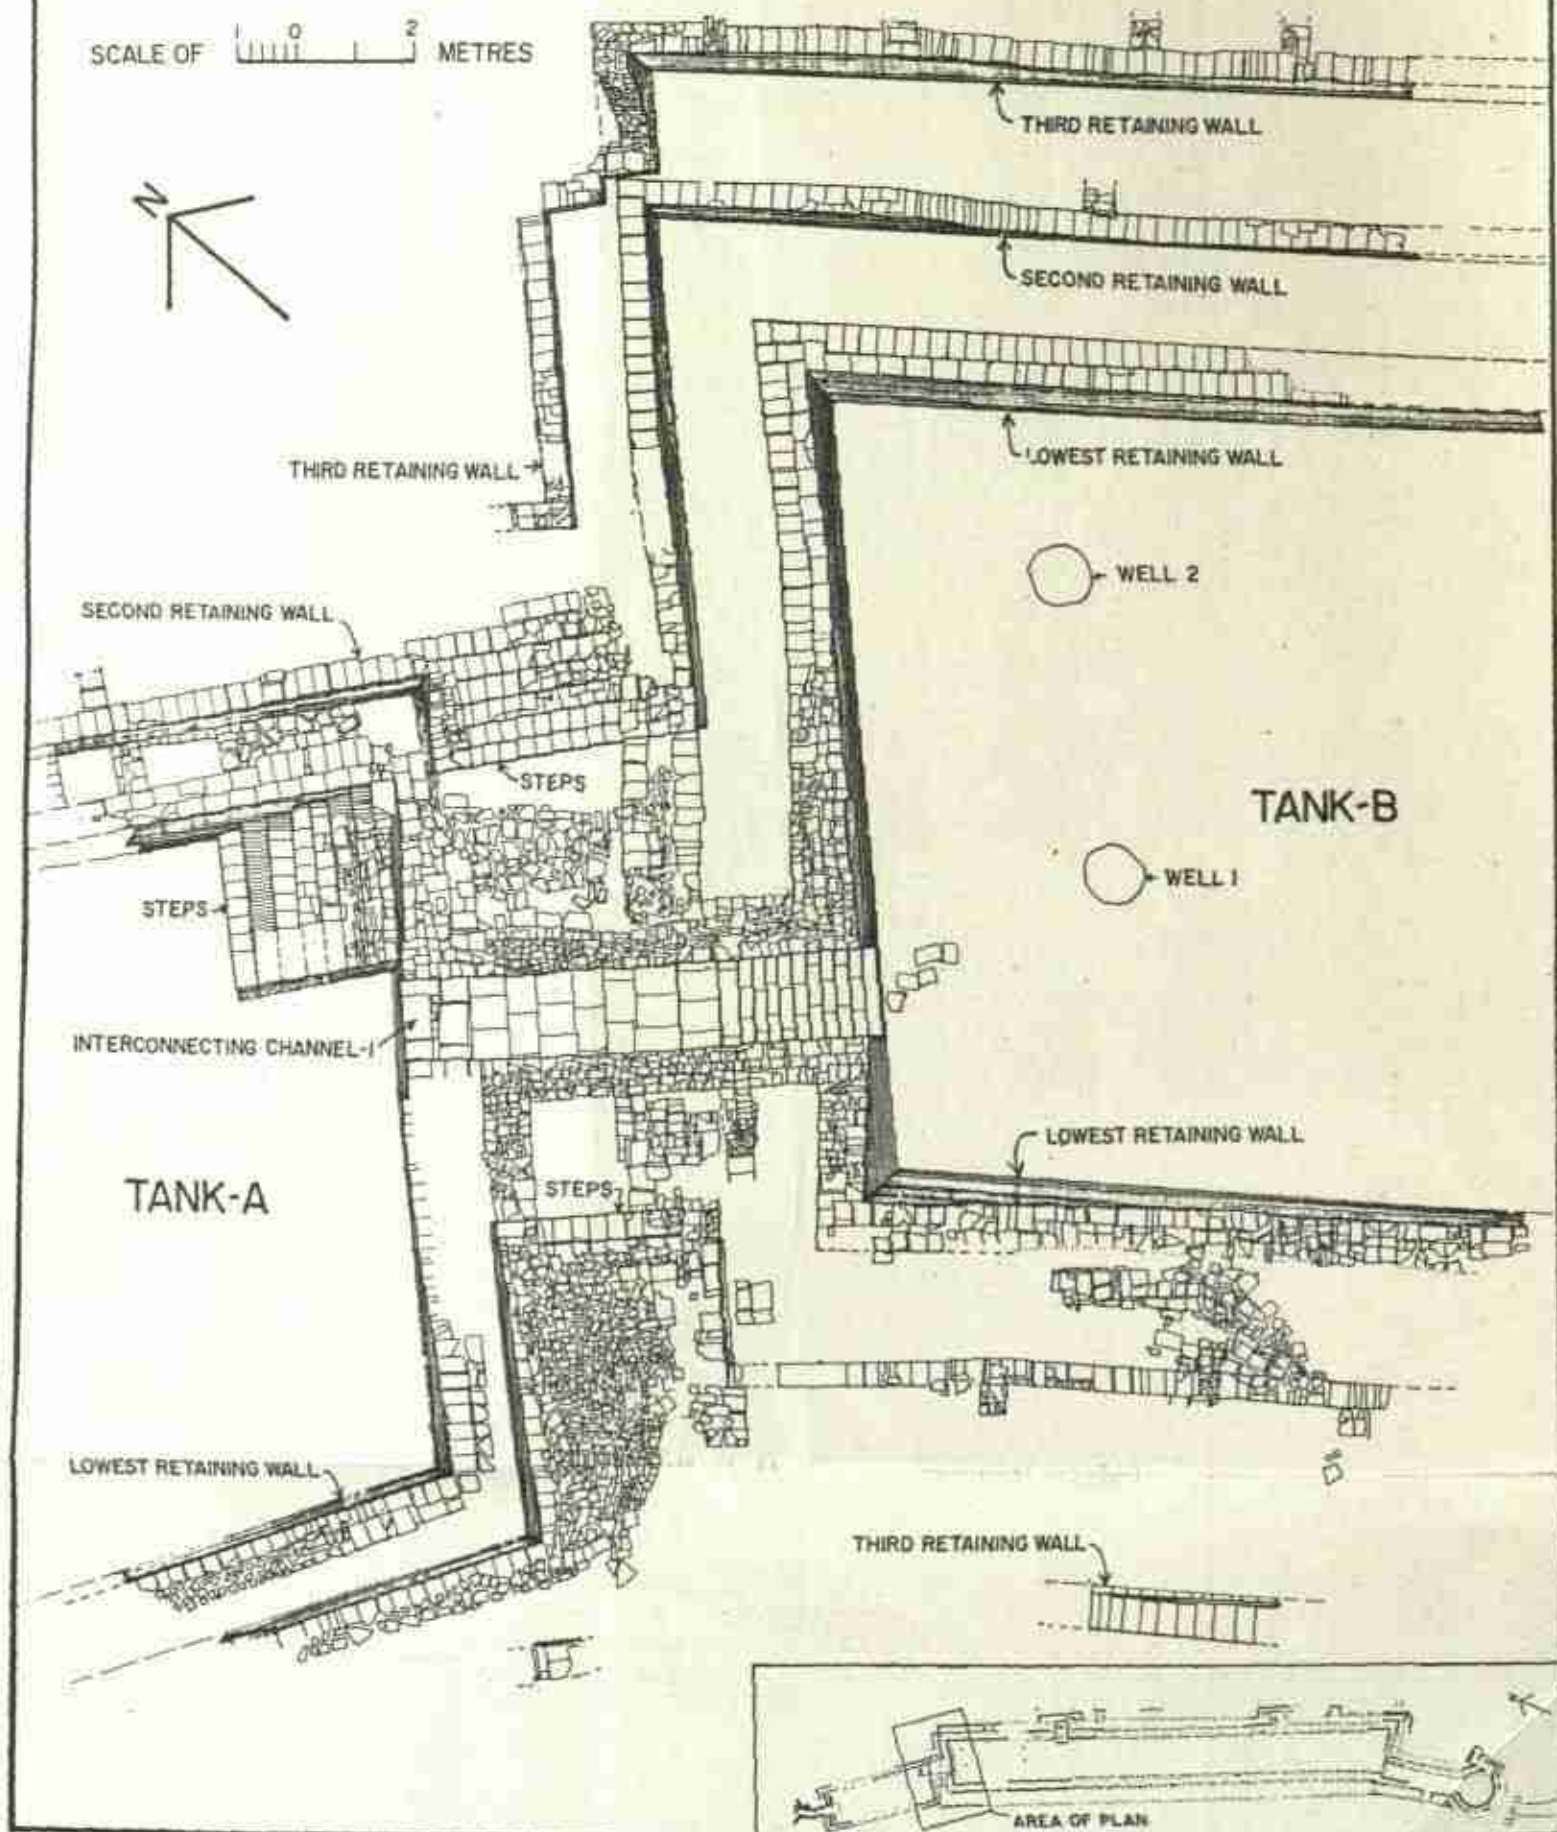 SCALE OF 1 0 2 METRES
THIRD RETAINING WALL
N
SECOND RETAINING WALL
LOWEST RETAINING WALL
THIRD RETAINING WALL
WELL 2
SECOND RETAINING WALL
STEPS
TANK-B
WELL 1
STEPS
INTERCONNECTING CHANNEL-1
LOWEST RETAINING WALL
TANK-A
STEPS
LOWEST RETAINING WALL
THIRD RETAINING WALL
AREA OF PLAN